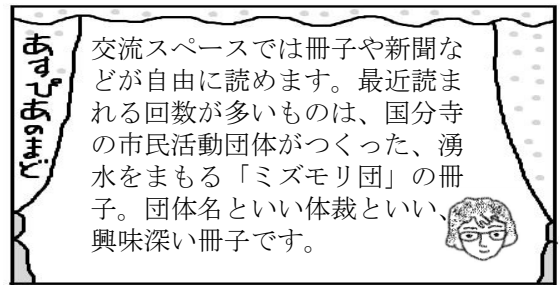 あすぴあのまど
交流スペースでは冊子や新聞な
どが自由に読めます。最近読ま
れる回数が多いものは、国分寺
の市民活動団体がつくった、湧
水をまもる「ミズモリ団」の冊
子。団体名といい体裁といい、
興味深い冊子です。